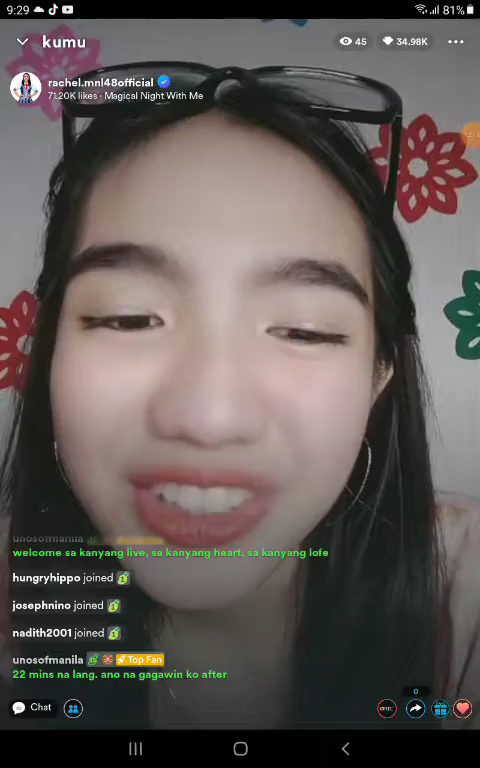 9:29
81%
kumu
45
34.98K
rachel.mnl48official
71.20K likes · Magical Night With Me
unosofmanila
welcome sa kanyang live, sa kanyang heart, sa kanyang lofe
hungryhippo joined
josephnino joined
nadith2001 joined
unosofmanila Top Fan
22 mins na lang. ano na gagawin ko after
0
Chat